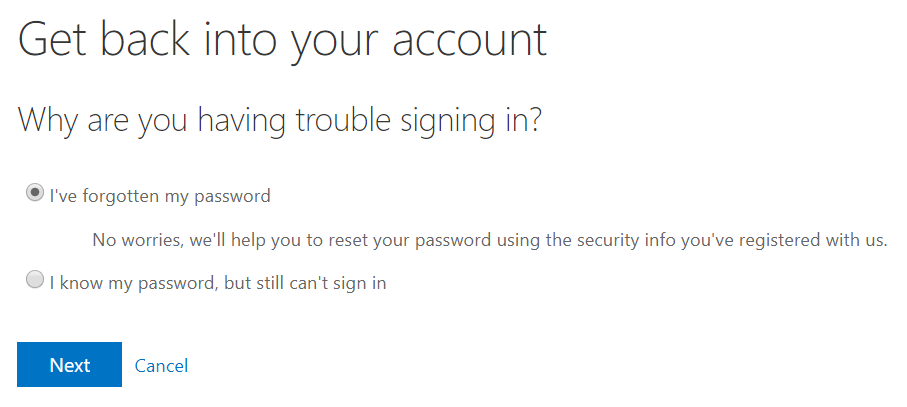 Get back into your account
Why are you having trouble signing in?
I've forgotten my password
No worries, we'll help you to reset your password using the security info you've registered with us.
I know my password, but still can't sign in
Next Cancel